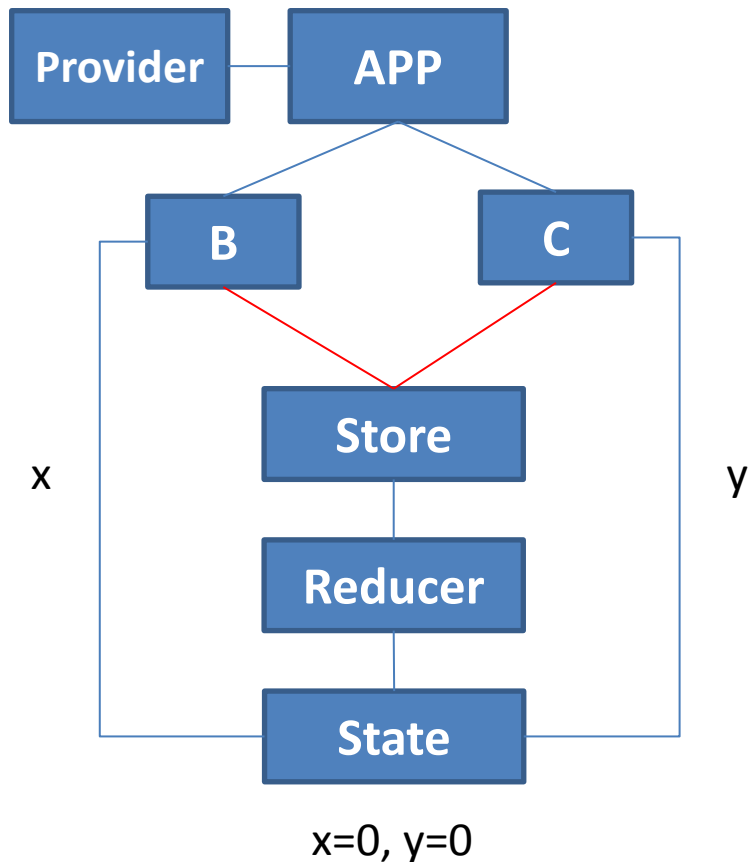 Provider
APP
B
C
Store
x
y
Reducer
State
x=0, y=0